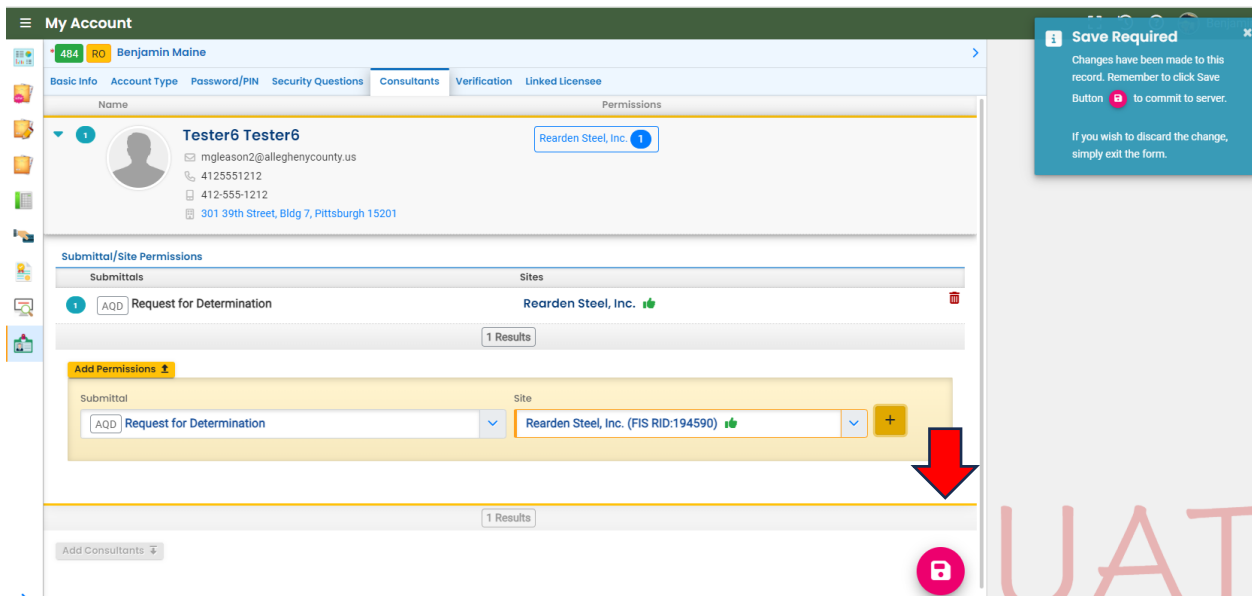 My Account
* 484 RO Benjamin Maine
Basic Info Account Type Password/PIN Security Questions Consultants Verification Linked Licensee
Name Permissions
1 Tester6 Tester6 Rearden Steel, Inc. 1
mgleason2@alleghenycounty.us
4125551212
412-555-1212
301 39th Street, Bldg 7, Pittsburgh 15201
Submittal/Site Permissions
Submittals Sites
1 AQD Request for Determination Rearden Steel, Inc.
1 Results
Add Permissions
Submittal Site
AQD Request for Determination Rearden Steel, Inc. (FIS RID:194590) +
1 Results
Add Consultants
Save Required ×
Changes have been made to this
record. Remember to click Save
Button to commit to server.
If you wish to discard the change,
simply exit the form.
UAT